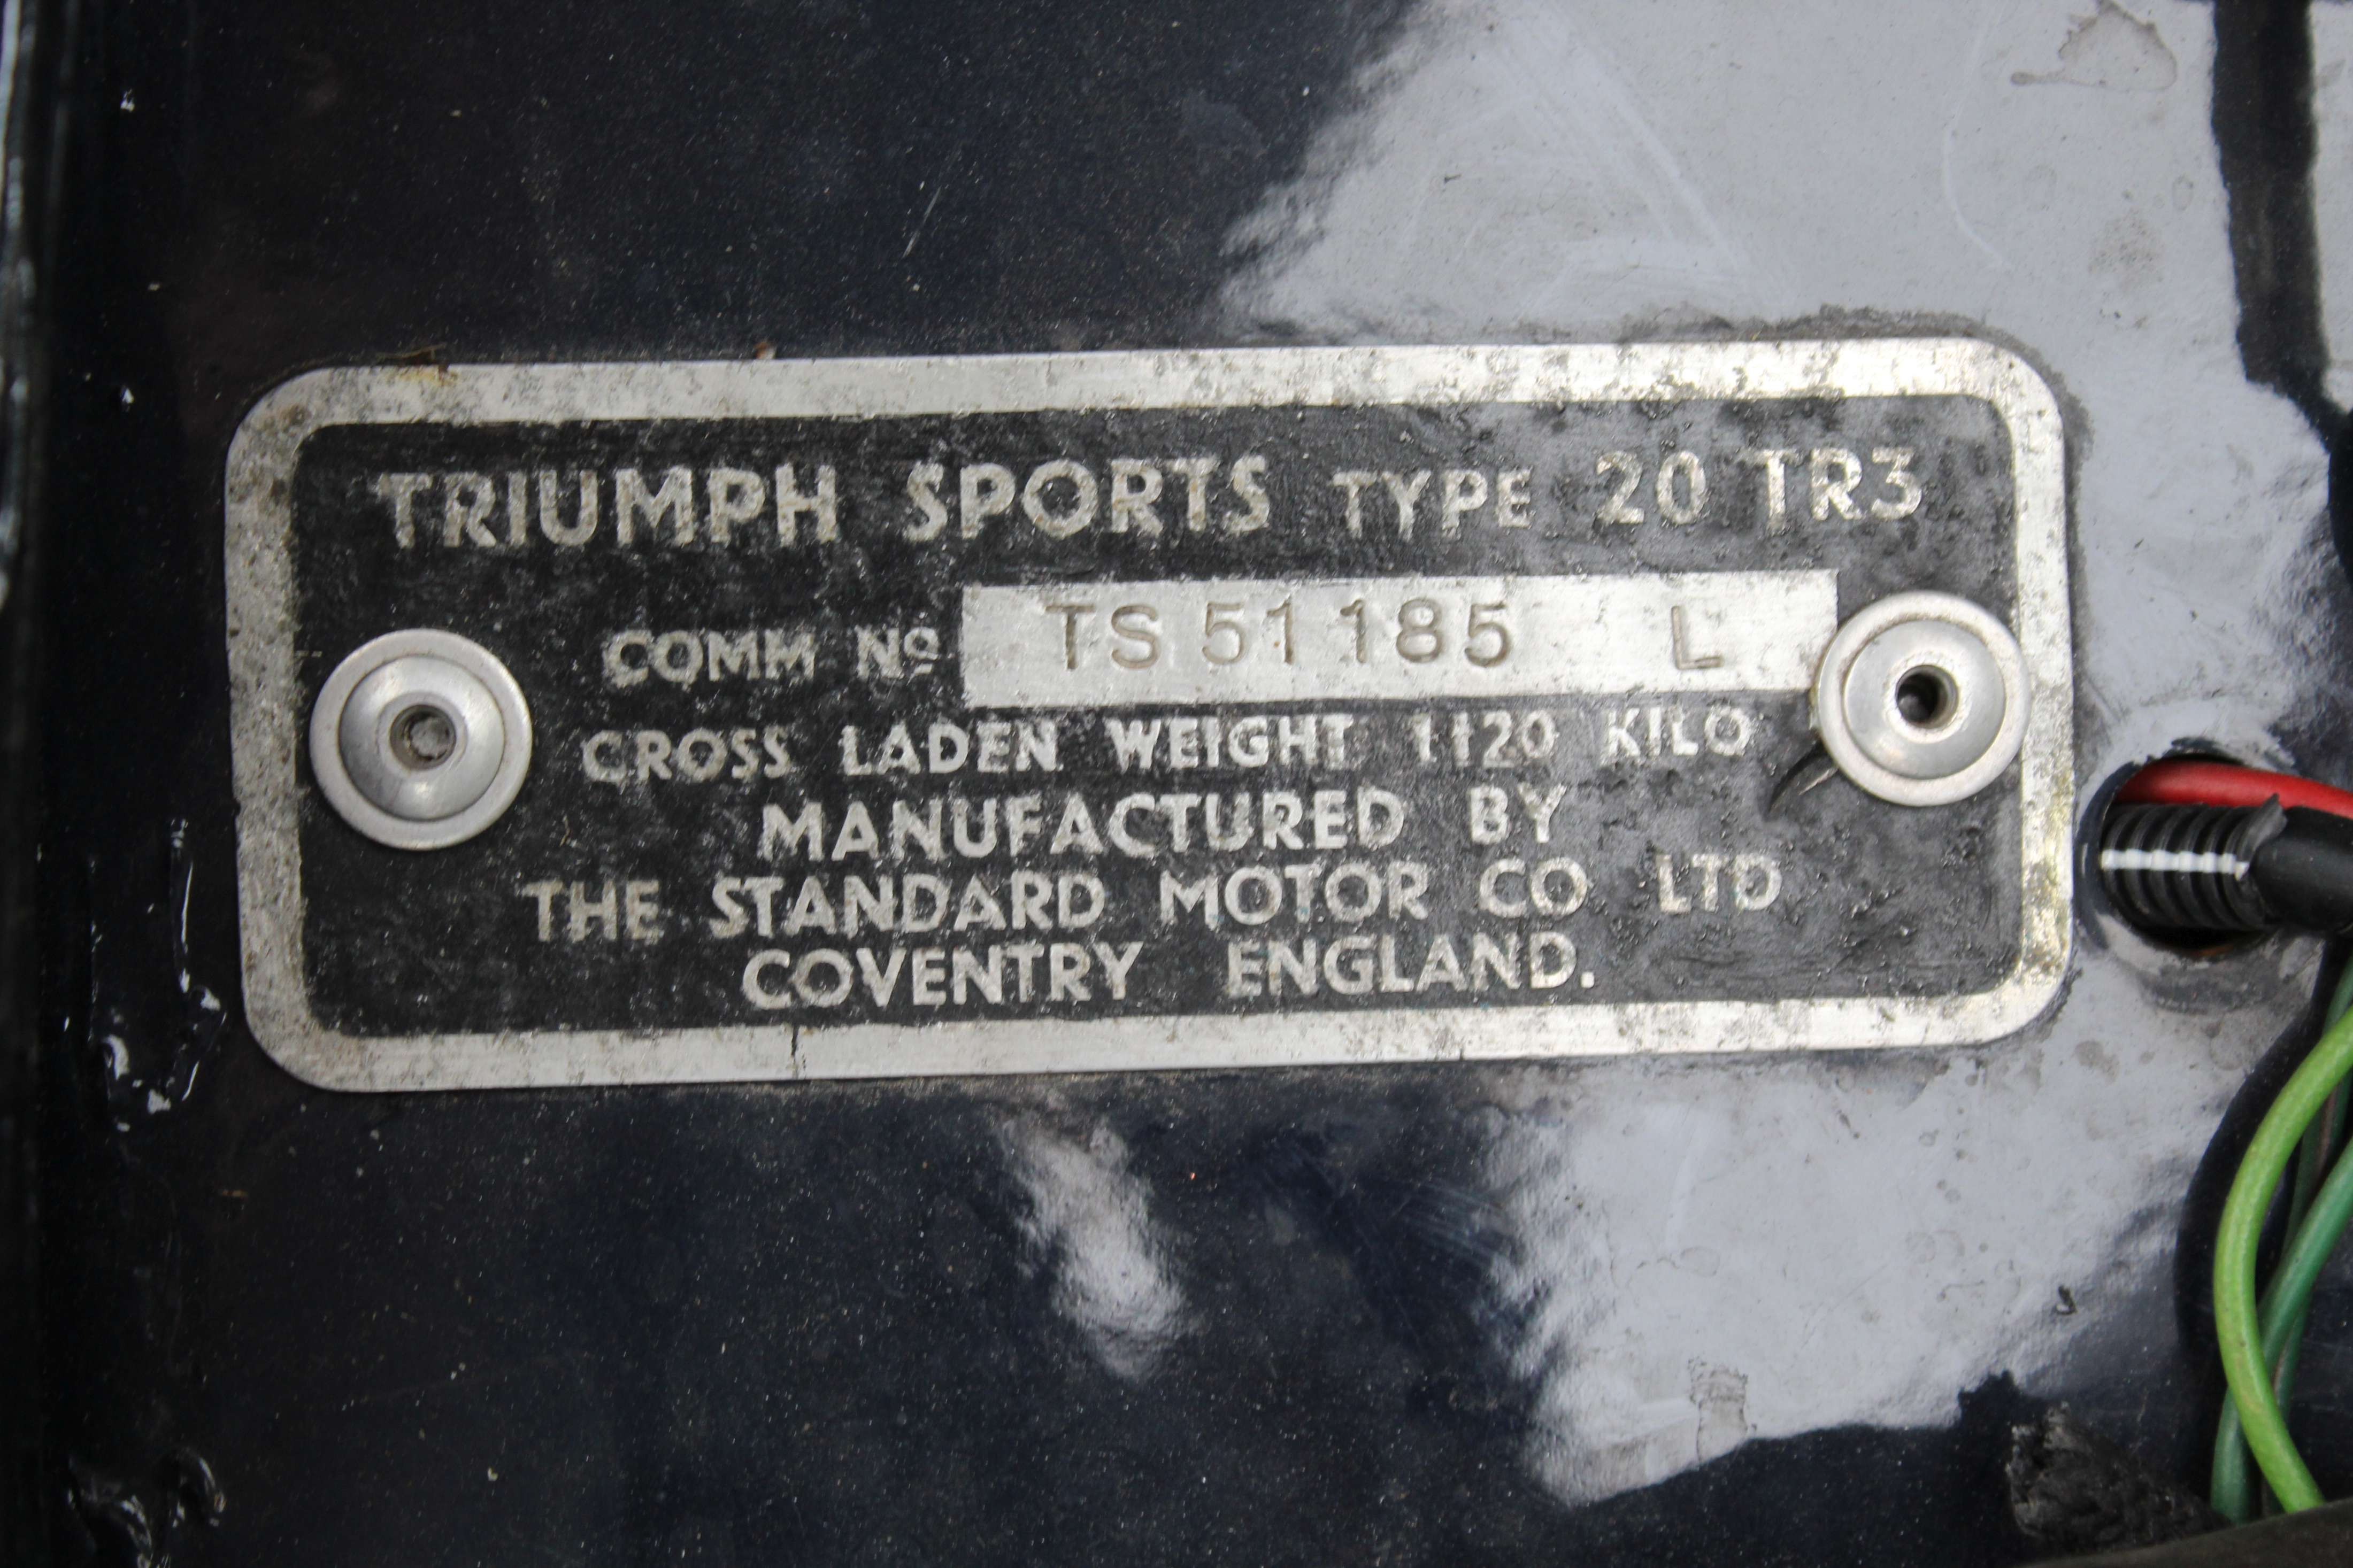 TRIUMPH SPORTS TYPE 20 TR3
COMM Nº TS 51185 L
GROSS LADEN WEIGHT 1120 KILO
MANUFACTURED BY
THE STANDARD MOTOR CO LTD
COVENTRY ENGLAND.